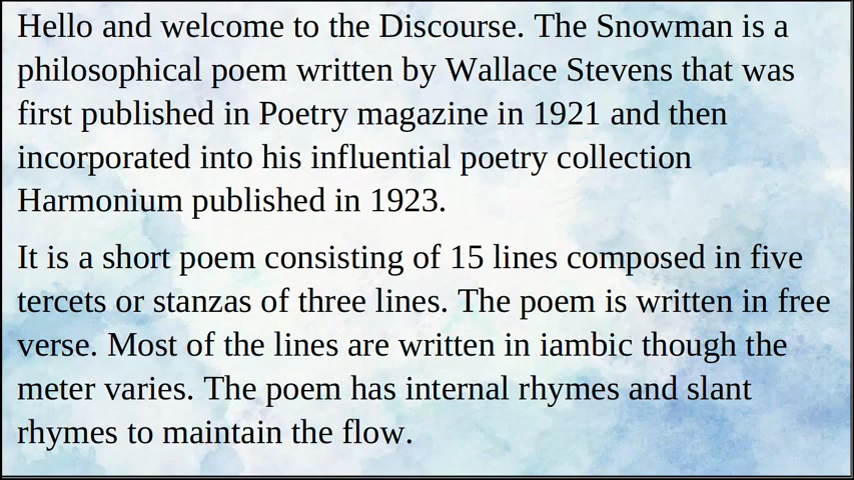 Hello and welcome to the Discourse. The Snowman is a
philosophical poem written by Wallace Stevens that was
first published in Poetry magazine in 1921 and then
incorporated into his influential poetry collection
Harmonium published in 1923.
It is a short poem consisting of 15 lines composed in five
tercets or stanzas of three lines. The poem is written in free
verse. Most of the lines are written in iambic though the
meter varies. The poem has internal rhymes and slant
rhymes to maintain the flow.